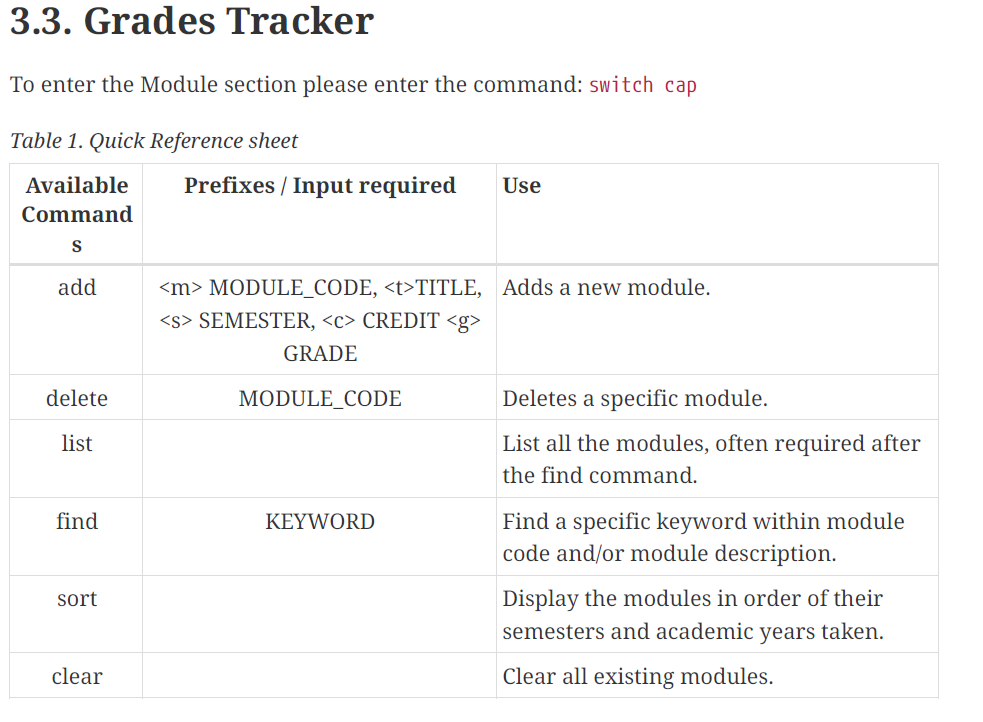 3.3. Grades Tracker
To enter the Module section please enter the command: switch cap
Table 1. Quick Reference sheet
Available
Command
s
Prefixes / Input required
Use
add
<m> MODULE_CODE, <t>TITLE,
<s> SEMESTER, <c> CREDIT <g>
GRADE
Adds a new module.
delete
MODULE_CODE
Deletes a specific module.
list
List all the modules, often required after
the find command.
find
KEYWORD
Find a specific keyword within module
code and/or module description.
sort
Display the modules in order of their
semesters and academic years taken.
clear
Clear all existing modules.